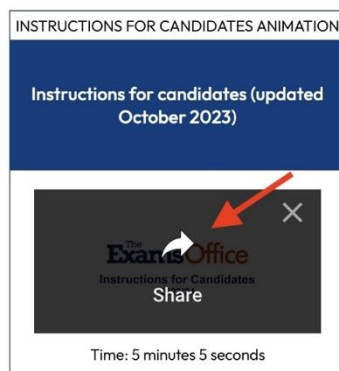 INSTRUCTIONS FOR CANDIDATES ANIMATION
Instructions for candidates (updated
October 2023)
The
ExamsOffice
Instructions for Candidates
Share
Time: 5 minutes 5 seconds